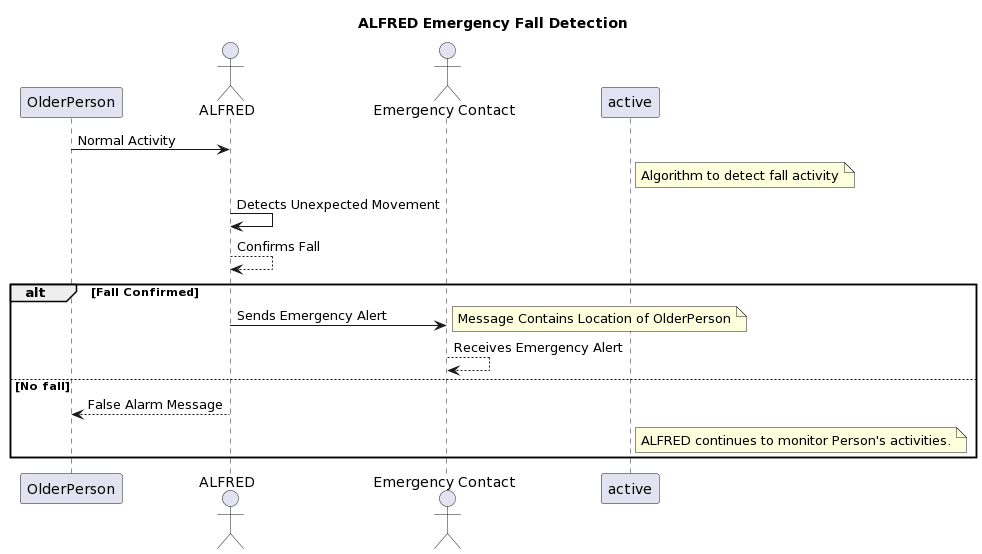 ALFRED Emergency Fall Detection
OlderPerson
ALFRED
Emergency Contact
active
Normal Activity
Algorithm to detect fall activity
Detects Unexpected Movement
Confirms Fall
alt
[Fall Confirmed]
Sends Emergency Alert
Message Contains Location of OlderPerson
Receives Emergency Alert
[No fall]
False Alarm Message
ALFRED continues to monitor Person's activities.
OlderPerson
ALFRED
Emergency Contact
active